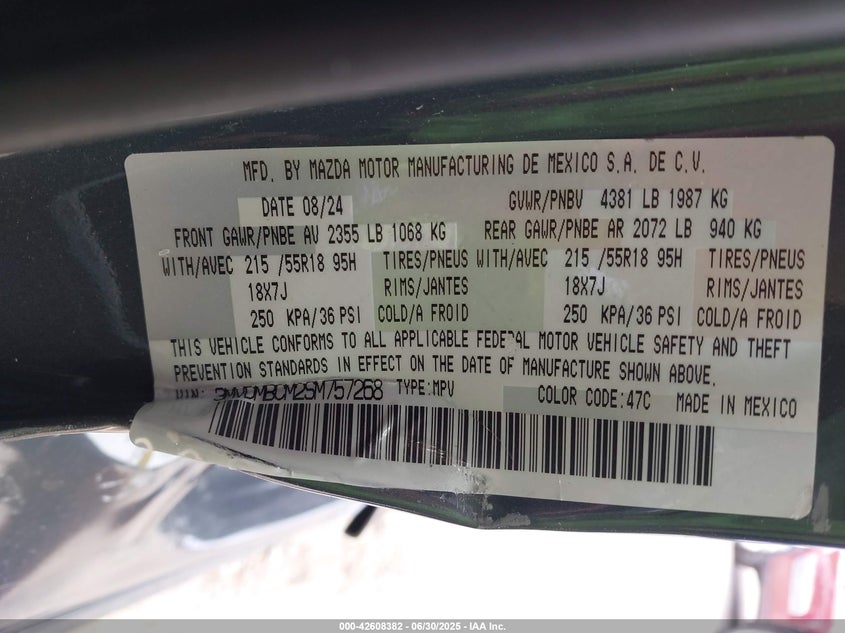 MFD. BY MAZDA MOTOR MANUFACTURING DE MEXICO S.A. DE C.V.
DATE 08/24 GVWR/PNBV 4381 LB 1987 KG
FRONT GAWR/PNBE AV 2355 LB 1068 KG REAR GAWR/PNBE AR 2072 LB 940 KG
WITH/AVEC 215 /55R18 95H TIRES/PNEUS WITH/AVEC 215 /55R18 95H TIRES/PNEUS
18X7J RIMS/JANTES 18X7J RIMS/JANTES
250 KPA/36 PSI COLD/A FROID 250 KPA/36 PSI COLD/A FROID
THIS VEHICLE CONFORMS TO ALL APPLICABLE FEDERAL MOTOR VEHICLE SAFETY AND THEFT
PREVENTION STANDARDS IN EFFECT ON THE DATE OF MANUFACTURE SHOWN ABOVE.
TYPE:MPV COLOR CODE:47C MADE IN MEXICO
000-42608382 - 06/30/2025 - IAA Inc.